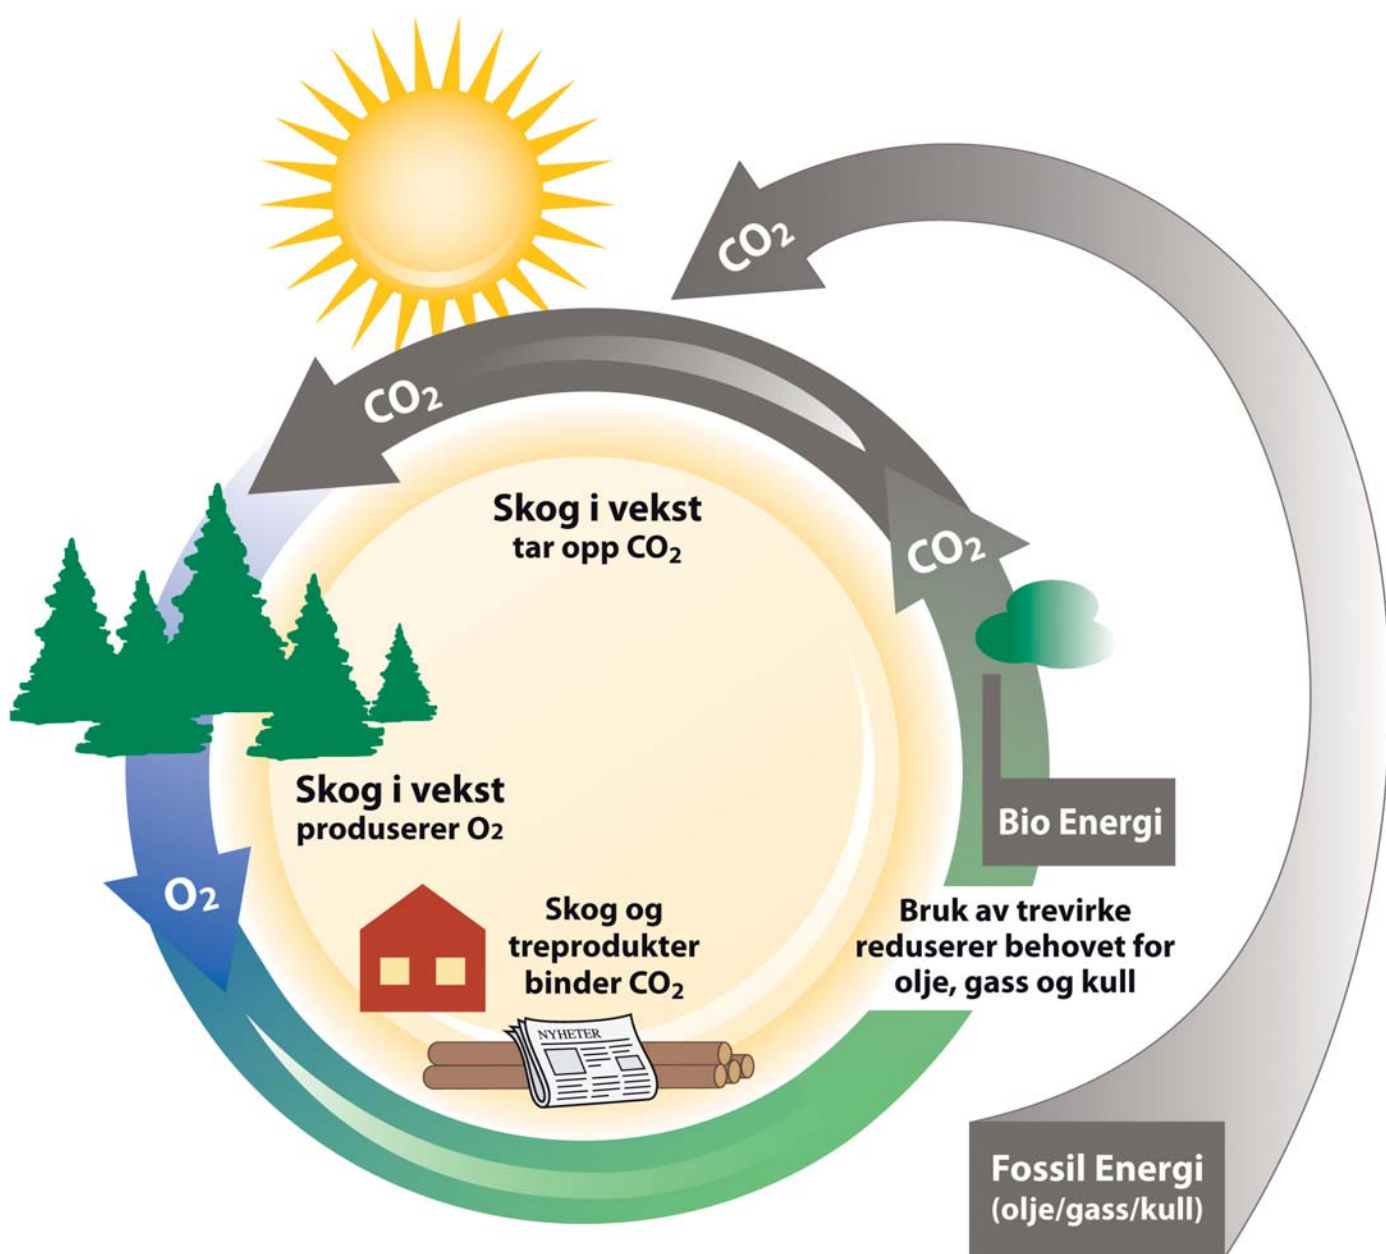 CO₂
CO₂
Skog i vekst
tar opp CO₂
CO₂
Skog i vekst
produserer O₂
Bio Energi
O₂
Skog og
treprodukter
binder CO₂
Bruk av trevirke
reduserer behovet for
olje, gass og kull
NYHETER
Fossil Energi
(olje/gass/kull)